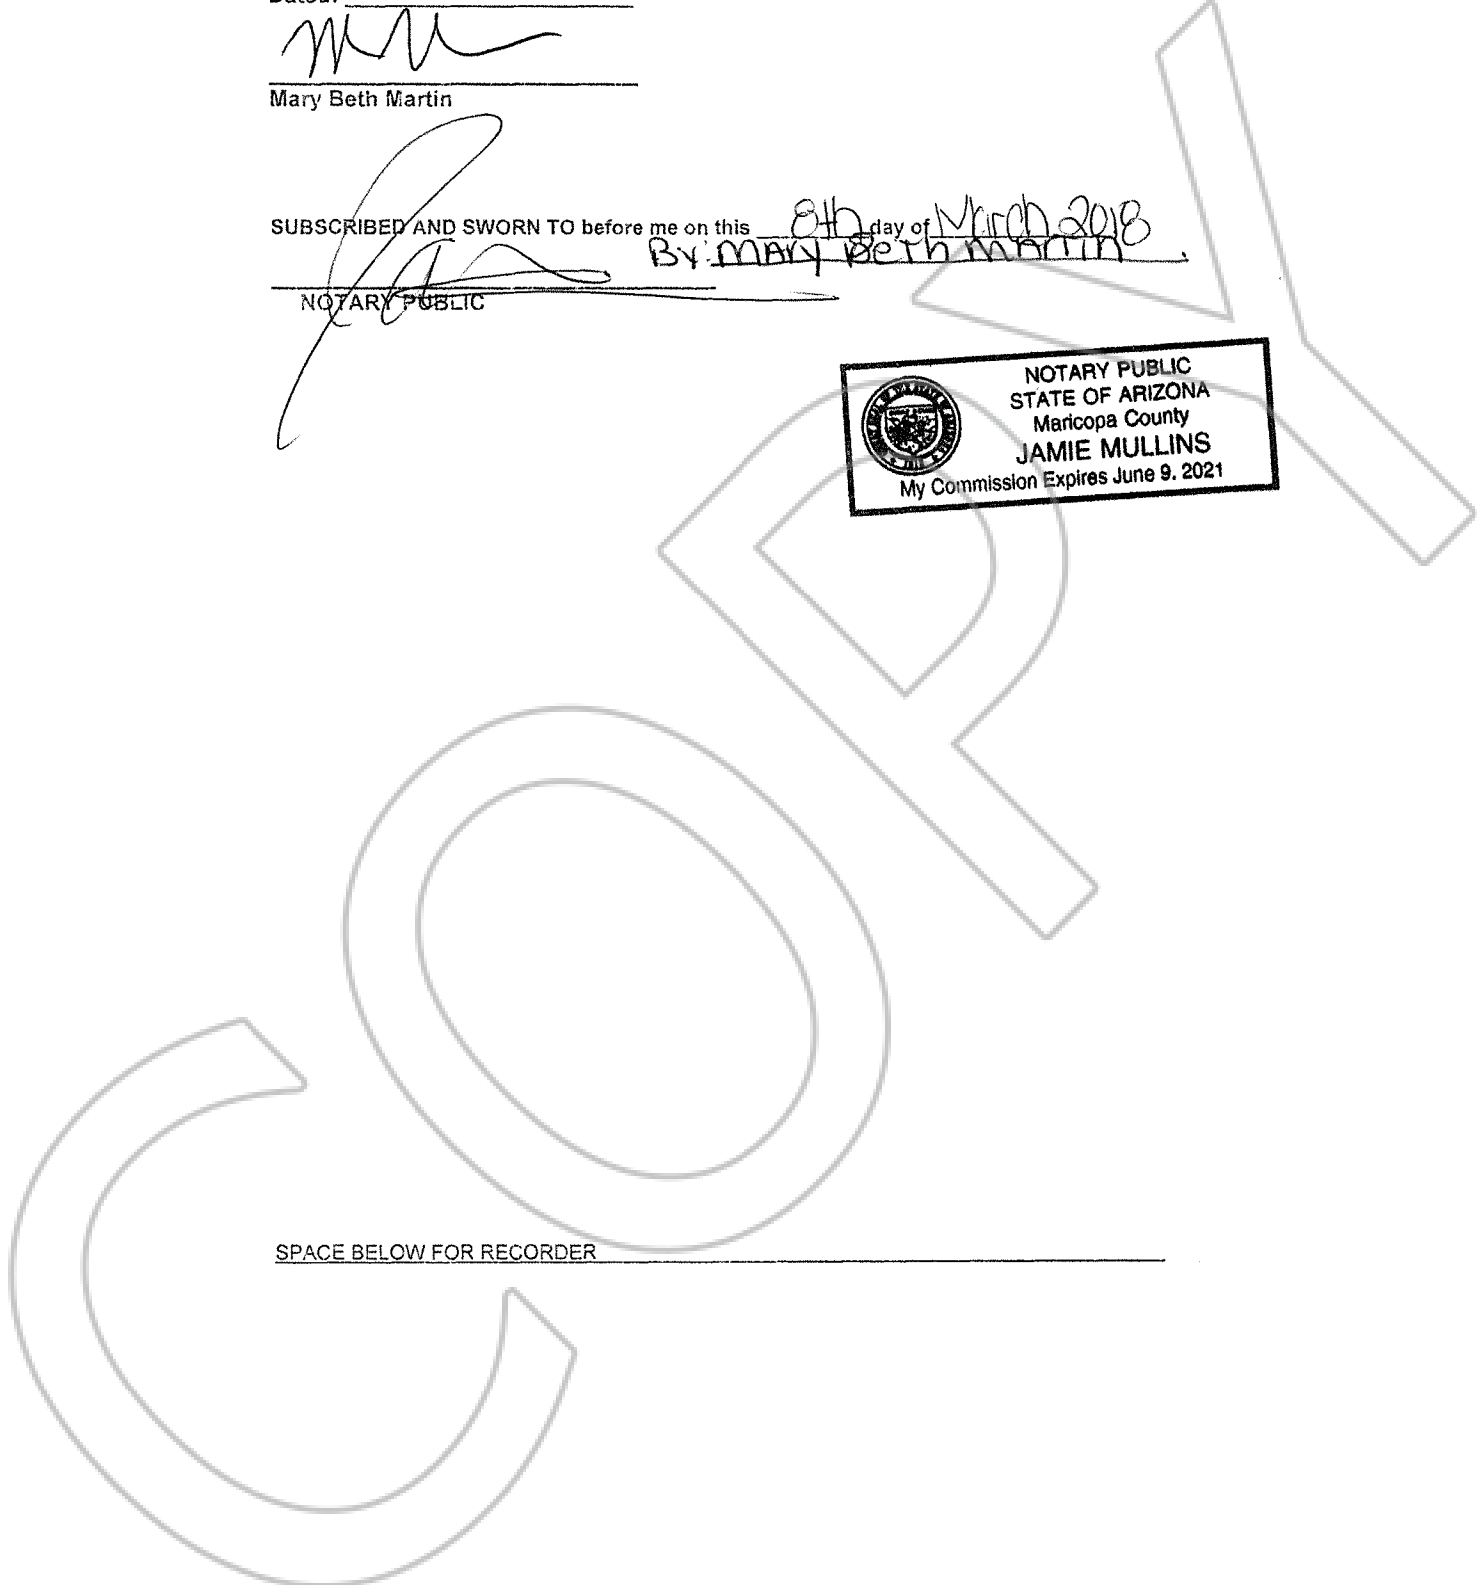 Mary Beth Martin
SUBSCRIBED AND SWORN TO before me on this 8th day of March 2018
By: Mary Beth Martin.
NOTARY PUBLIC
NOTARY PUBLIC
STATE OF ARIZONA
Maricopa County
JAMIE MULLINS
My Commission Expires June 9, 2021
SPACE BELOW FOR RECORDER
COPY